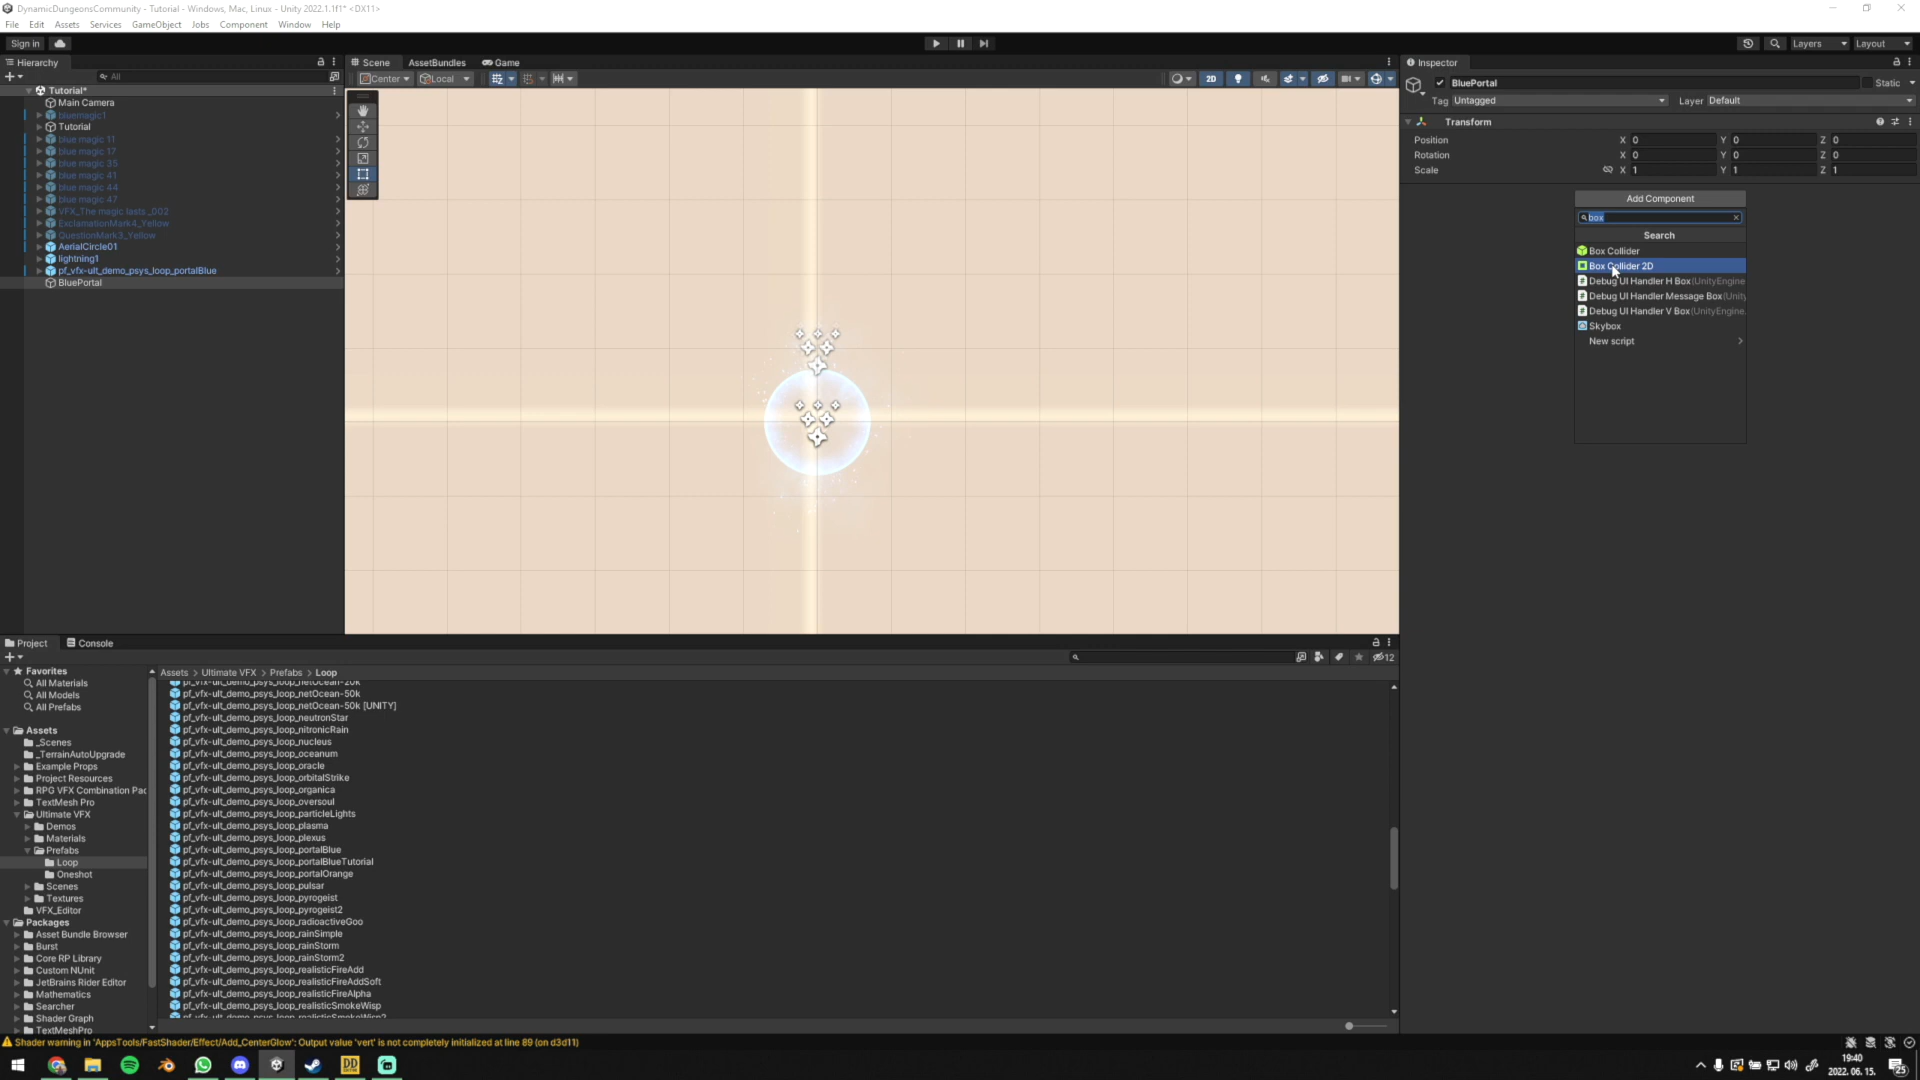 DynamicDungeonsCommunity - Tutorial - Windows, Mac, Linux - Unity 2022.1.1f1* <DX11>
File Edit Assets Services GameObject Jobs Component Window Help
Sign in
Layers Layout
Hierarchy
All
Tutorial*
Main Camera
bluemagic1
Tutorial
blue magic 11
blue magic 17
blue magic 35
blue magic 41
blue magic 44
blue magic 47
VFX_The magic lasts _002
ExclamationMark4_Yellow
QuestionMark3_Yellow
AerialCircle01
lightning1
pf_vfx-ult_demo_psys_loop_portalBlue
BluePortal
Scene AssetBundles Game
Center Local
2D
Inspector
BluePortal Static
Tag Untagged Layer Default
Transform
Position X 0 Y 0 Z 0
Rotation X 0 Y 0 Z 0
Scale X 1 Y 1 Z 1
Add Component
box
Search
Box Collider
Box Collider 2D
Debug UI Handler H Box (UnityEngine
Debug UI Handler Message Box (Unity
Debug UI Handler V Box (UnityEngine.
Skybox
New script
Project Console
12
Favorites
All Materials
All Models
All Prefabs
Assets
_Scenes
_TerrainAutoUpgrade
Example Props
Project Resources
RPG VFX Combination Pac
TextMesh Pro
Ultimate VFX
Demos
Materials
Prefabs
Loop
Oneshot
Scenes
Textures
VFX_Editor
Packages
Asset Bundle Browser
Burst
Core RP Library
Custom NUnit
JetBrains Rider Editor
Mathematics
Searcher
Shader Graph
TextMeshPro
Assets > Ultimate VFX > Prefabs > Loop
pf_vfx-ult_demo_psys_loop_netOcean-20k
pf_vfx-ult_demo_psys_loop_netOcean-50k
pf_vfx-ult_demo_psys_loop_netOcean-50k [UNITY]
pf_vfx-ult_demo_psys_loop_neutronStar
pf_vfx-ult_demo_psys_loop_nitronicRain
pf_vfx-ult_demo_psys_loop_nucleus
pf_vfx-ult_demo_psys_loop_oceanum
pf_vfx-ult_demo_psys_loop_oracle
pf_vfx-ult_demo_psys_loop_orbitalStrike
pf_vfx-ult_demo_psys_loop_organica
pf_vfx-ult_demo_psys_loop_oversoul
pf_vfx-ult_demo_psys_loop_particleLights
pf_vfx-ult_demo_psys_loop_plasma
pf_vfx-ult_demo_psys_loop_plexus
pf_vfx-ult_demo_psys_loop_portalBlue
pf_vfx-ult_demo_psys_loop_portalBlueTutorial
pf_vfx-ult_demo_psys_loop_portalOrange
pf_vfx-ult_demo_psys_loop_pulsar
pf_vfx-ult_demo_psys_loop_pyrogeist
pf_vfx-ult_demo_psys_loop_pyrogeist2
pf_vfx-ult_demo_psys_loop_radioactiveGoo
pf_vfx-ult_demo_psys_loop_rainSimple
pf_vfx-ult_demo_psys_loop_rainStorm
pf_vfx-ult_demo_psys_loop_rainStorm2
pf_vfx-ult_demo_psys_loop_realisticFireAdd
pf_vfx-ult_demo_psys_loop_realisticFireAddSoft
pf_vfx-ult_demo_psys_loop_realisticFireAlpha
pf_vfx-ult_demo_psys_loop_realisticSmokeWisp
pf_vfx-ult_demo_psys_loop_realisticSmokeWisp2
Shader warning in 'AppsTools/FastShader/Effect/Add_CenterGlow': Output value 'vert' is not completely initialized at line 89 (on d3d11)
DD
19:40
2022. 06. 15.
25